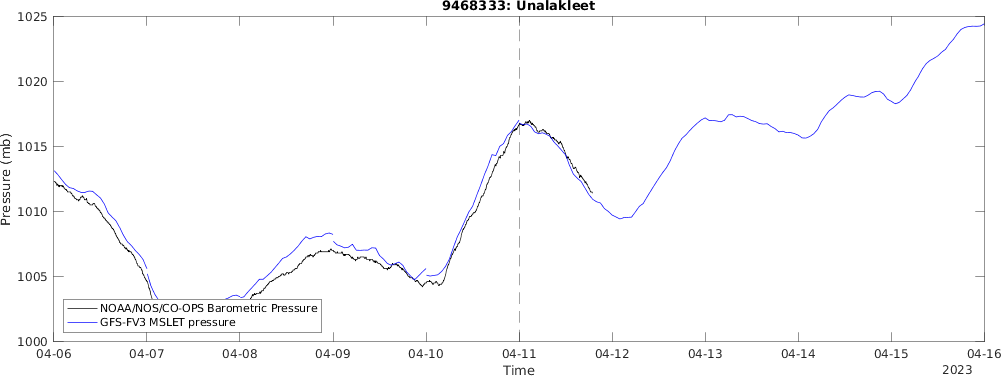 9468333: Unalakleet
1025
1020
1015
1010
1005
1000
Pressure (mb)
NOAA/NOS/CO-OPS Barometric Pressure
GFS-FV3 MSLET pressure
04-06 04-07 04-08 04-09 04-10 04-11 04-12 04-13 04-14 04-15 04-16
Time
2023